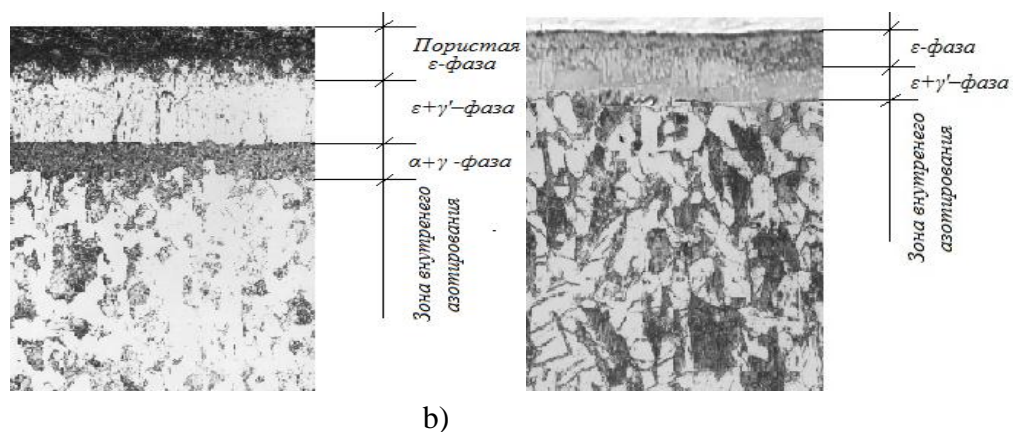 Пористая
ε-фаза
ε+γ'–фаза
α+γ -фаза
Зона внутренего
азотирования
ε-фаза
ε+γ'–фаза
Зона внутренего
азотирования
b)